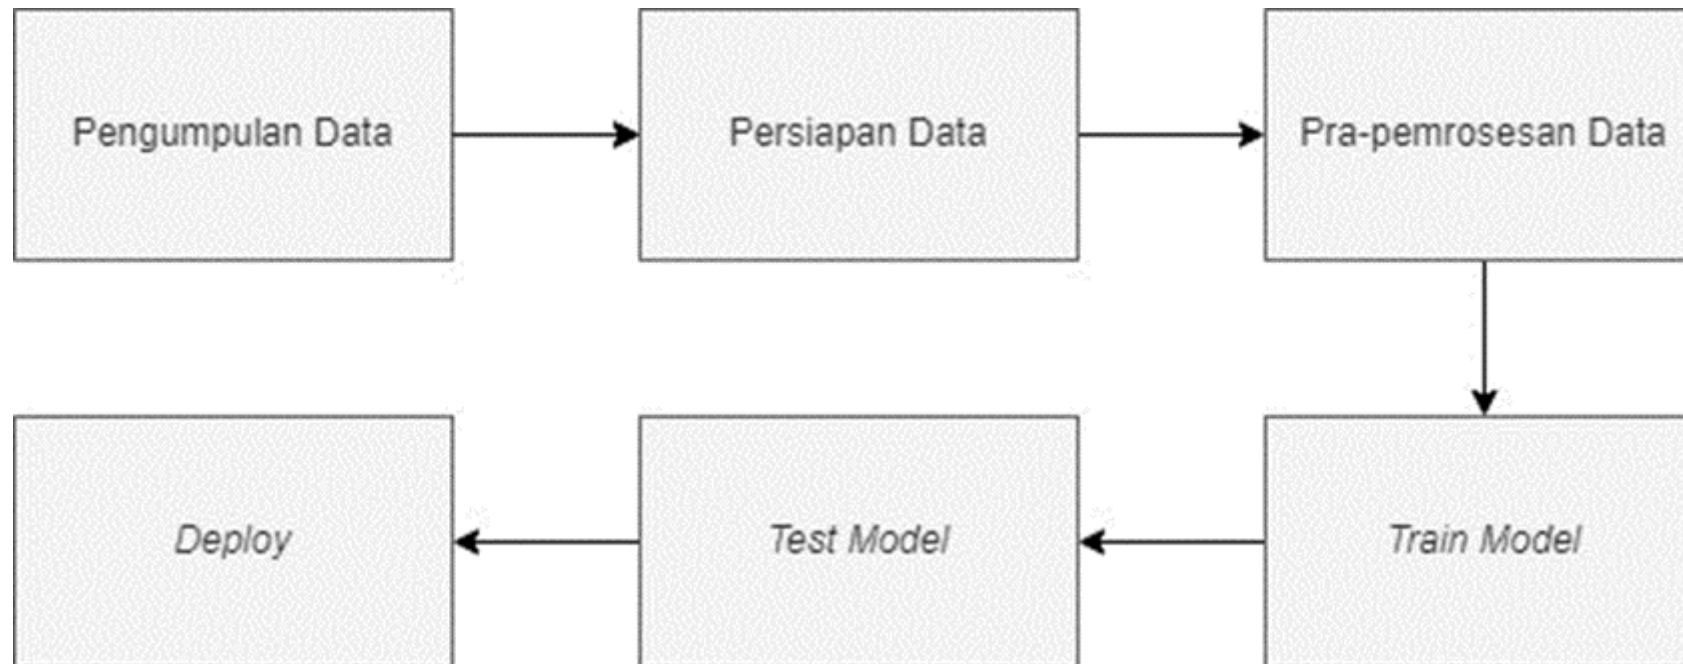 Pengumpulan Data
Persiapan Data
Pra-pemrosesan Data
Train Model
Test Model
Deploy